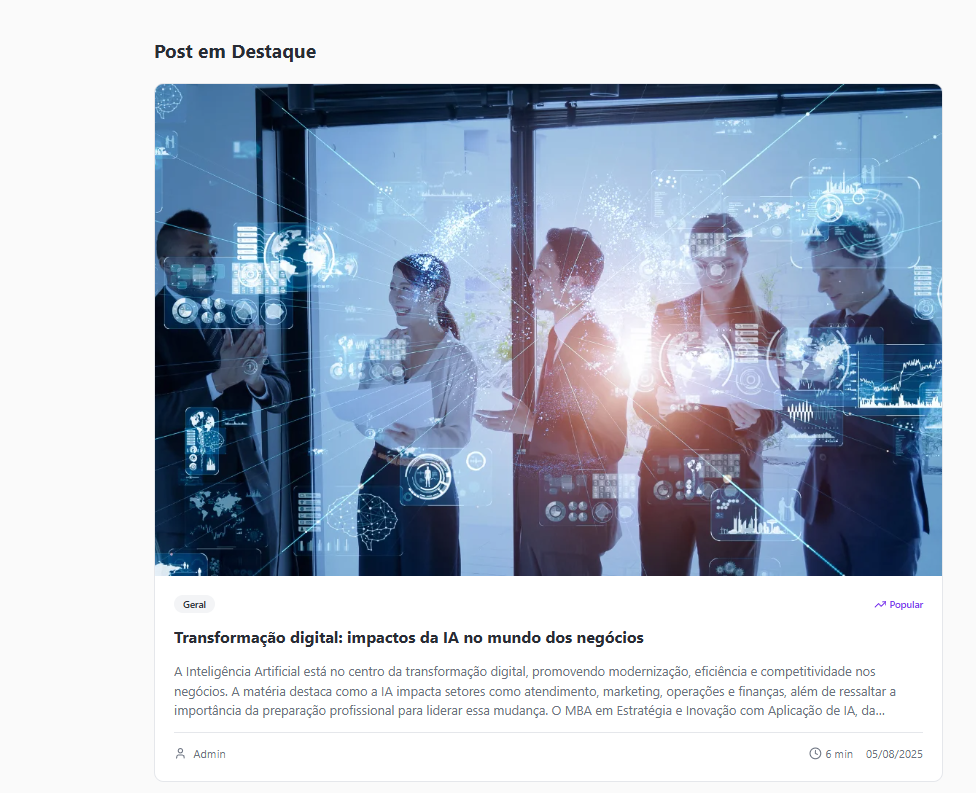 Post em Destaque
Geral
Popular
Transformação digital: impactos da IA no mundo dos negócios
A Inteligência Artificial está no centro da transformação digital, promovendo modernização, eficiência e competitividade nos
negócios. A matéria destaca como a IA impacta setores como atendimento, marketing, operações e finanças, além de ressaltar a
importância da preparação profissional para liderar essa mudança. O MBA em Estratégia e Inovação com Aplicação de IA, da...
Admin
6 min
05/08/2025